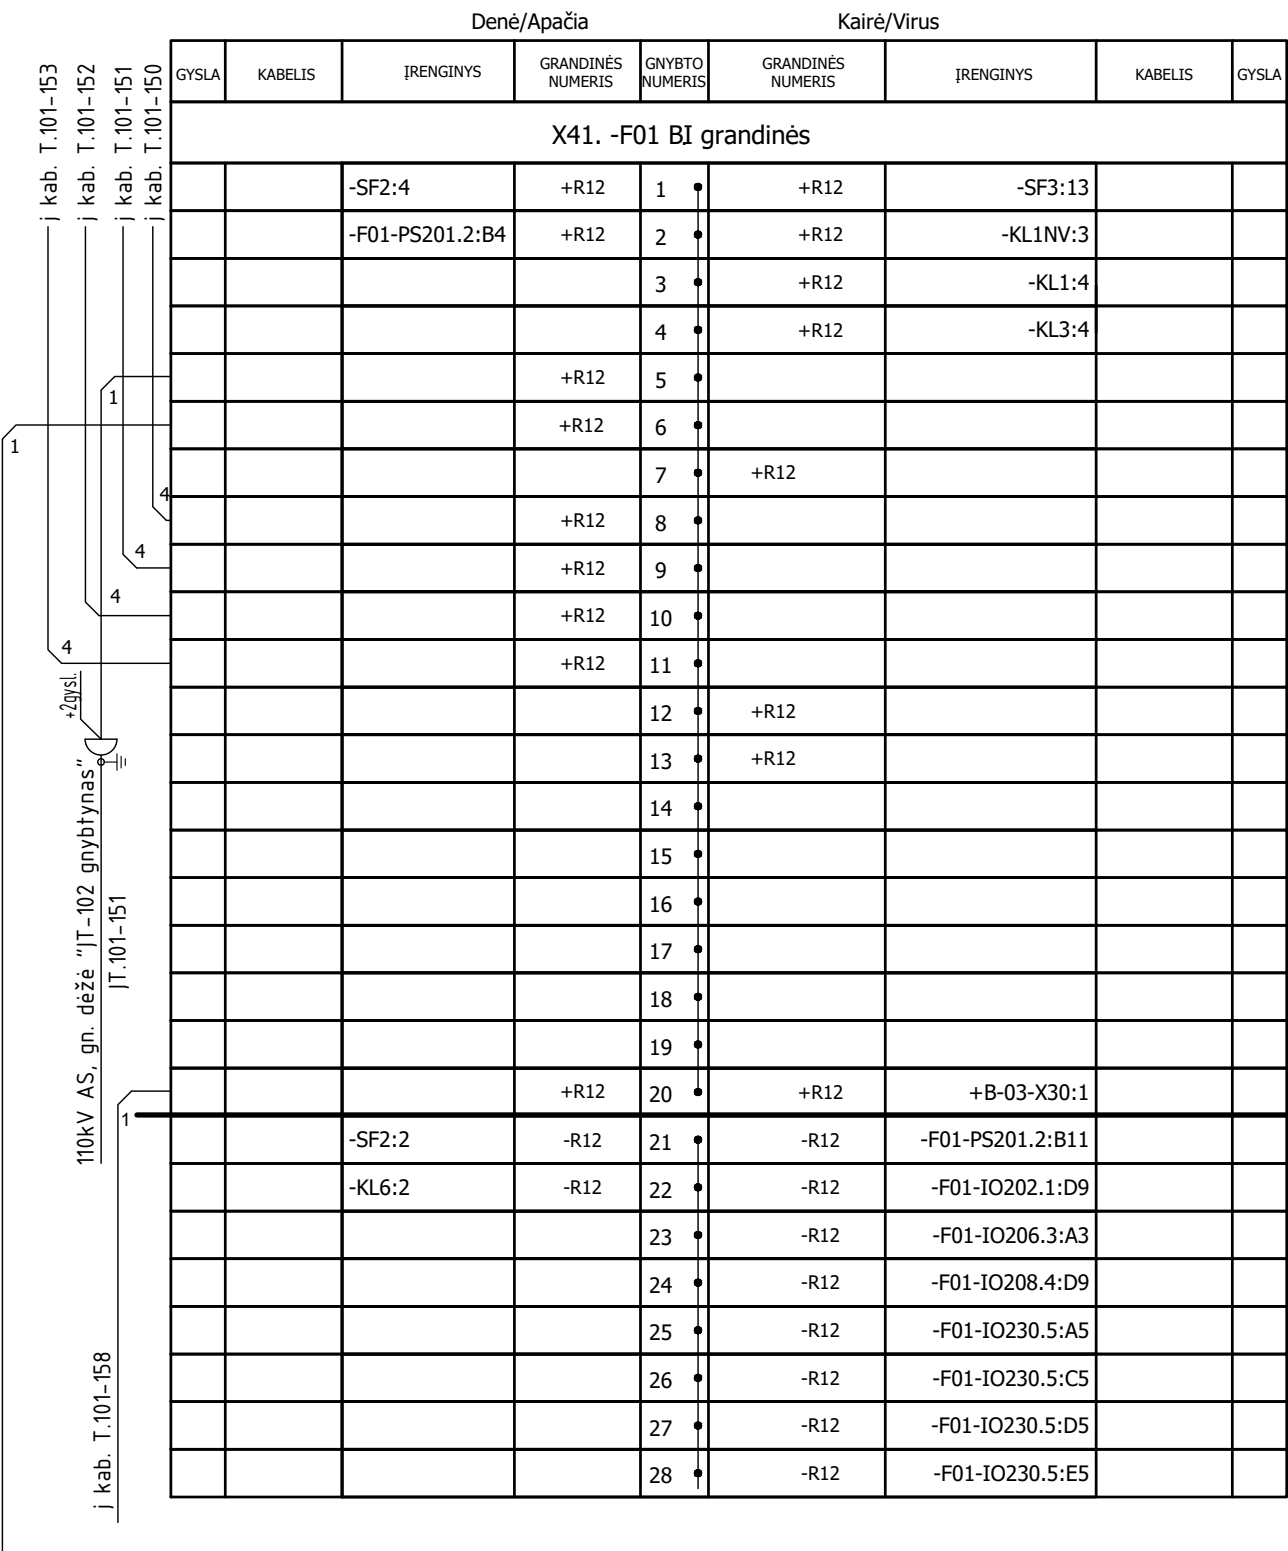 Denė/Apačia Kairė/Virus
GYSLA KABELIS ĮRENGINYS GRANDINĖS NUMERIS GNYBTO NUMERIS GRANDINĖS NUMERIS ĮRENGINYS KABELIS GYSLA
X41. -F01 BI grandinės
-SF2:4 +R12 1 +R12 -SF3:13
-F01-PS201.2:B4 +R12 2 +R12 -KL1NV:3
3 +R12 -KL1:4
4 +R12 -KL3:4
+R12 5
+R12 6
7 +R12
+R12 8
+R12 9
+R12 10
+R12 11
12 +R12
13 +R12
14
15
16
17
18
19
+R12 20 +R12 +B-03-X30:1
-SF2:2 -R12 21 -R12 -F01-PS201.2:B11
-KL6:2 -R12 22 -R12 -F01-IO202.1:D9
23 -R12 -F01-IO206.3:A3
24 -R12 -F01-IO208.4:D9
25 -R12 -F01-IO230.5:A5
26 -R12 -F01-IO230.5:C5
27 -R12 -F01-IO230.5:D5
28 -R12 -F01-IO230.5:E5
į kab. T.101-153
į kab. T.101-152
į kab. T.101-151
į kab. T.101-150
1
1
4
4
4
4
+2gysl.
110kV AS, gn. dėžė "ĮT-102 gnybtynas"
ĮT.101-151
1
į kab. T.101-158